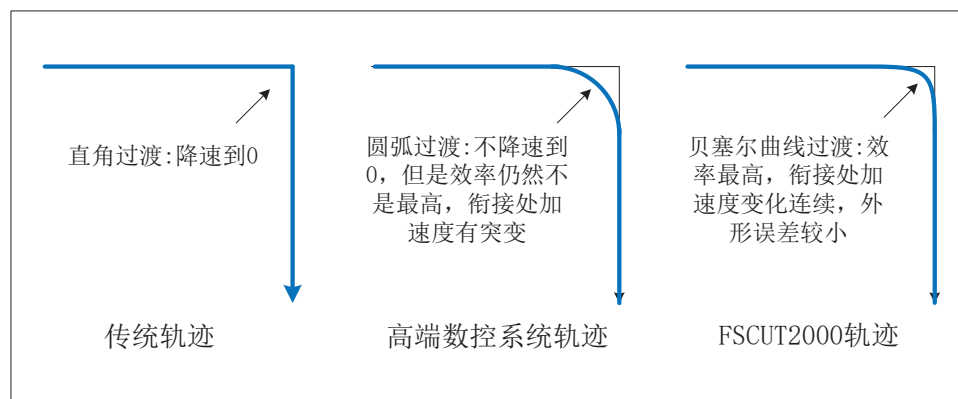 直角过渡:降速到0
圆弧过渡:不降速到
0，但是效率仍然不
是最高，衔接处加
速度有突变
贝塞尔曲线过渡:效
率最高，衔接处加
速度变化连续，外
形误差较小
传统轨迹
高端数控系统轨迹
FSCUT2000轨迹